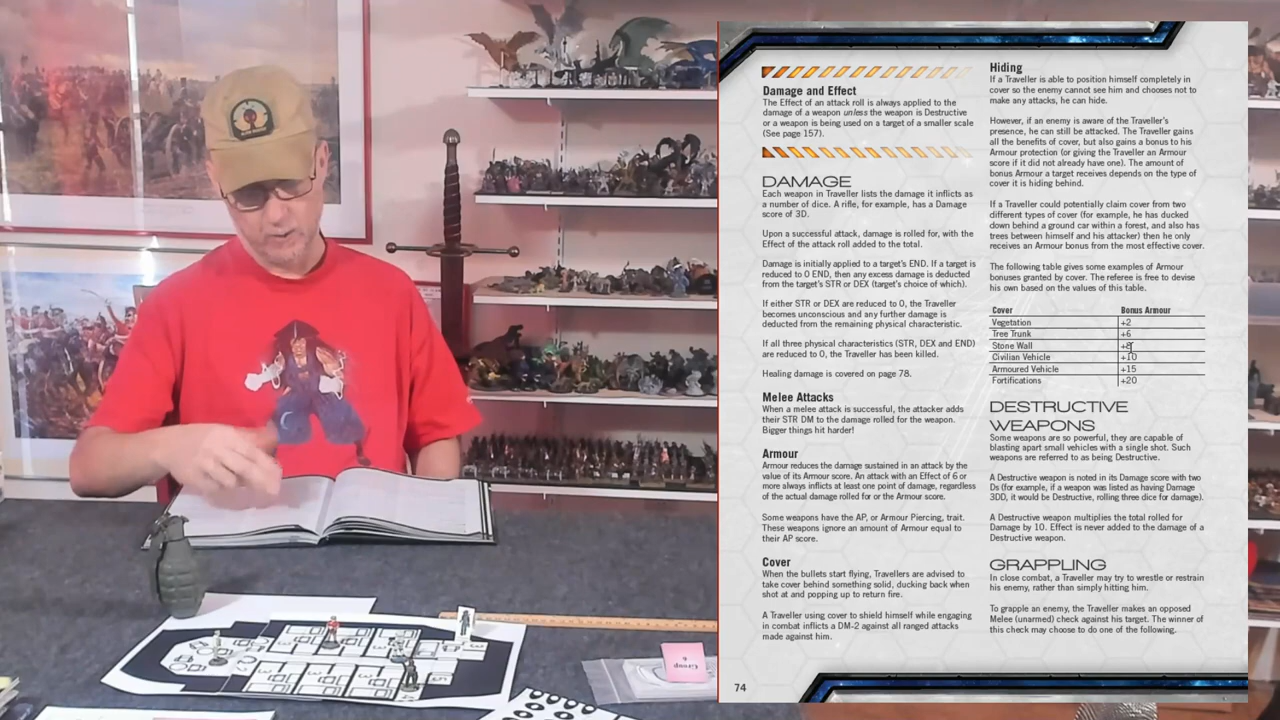 Damage and Effect
The Effect of an attack roll is always applied to the
damage of a weapon unless the weapon is Destructive
or a weapon is being used on a target of a smaller scale
(See page 157).
DAMAGE
Each weapon in Traveller lists the damage it inflicts as
a number of dice. A rifle, for example, has a Damage
score of 3D.
Upon a successful attack, damage is rolled for, with the
Effect of the attack roll added to the total.
Damage is initially applied to a target's END. If a target is
reduced to 0 END, then any excess damage is deducted
from the target's STR or DEX (target's choice of which).
If either STR or DEX are reduced to 0, the Traveller
becomes unconscious and any further damage is
deducted from the remaining physical characteristic.
If all three physical characteristics (STR, DEX and END)
are reduced to 0, the Traveller has been killed.
Healing damage is covered on page 78.
Melee Attacks
When a melee attack is successful, the attacker adds
their STR DM to the damage rolled for the weapon.
Bigger things hit harder!
Armour
Armour reduces the damage sustained in an attack by the
value of its Armour score. An attack with an Effect of 6 or
more always inflicts at least one point of damage, regardless
of the actual damage rolled for or the Armour score.
Some weapons have the AP, or Armour Piercing, trait.
These weapons ignore an amount of Armour equal to
their AP score.
Cover
When the bullets start flying, Travellers are advised to
take cover behind something solid, ducking back when
shot at and popping up to return fire.
A Traveller using cover to shield himself while engaging
in combat inflicts a DM-2 against all ranged attacks
made against him.
74
Hiding
If a Traveller is able to position himself completely in
cover so the enemy cannot see him and chooses not to
make any attacks, he can hide.
However, if an enemy is aware of the Traveller's
presence, he can still be attacked. The Traveller gains
all the benefits of cover, but also gains a bonus to his
Armour protection (or giving the Traveller an Armour
score if it did not already have one). The amount of
bonus Armour a target receives depends on the type of
cover it is hiding behind.
If a Traveller could potentially claim cover from two
different types of cover (for example, he has ducked
down behind a ground car within a forest, and also has
trees between himself and his attacker) then he only
receives an Armour bonus from the most effective cover.
The following table gives some examples of Armour
bonuses granted by cover. The referee is free to devise
his own based on the values of this table.
Cover Bonus Armour
Vegetation +2
Tree Trunk +6
Stone Wall +8
Civilian Vehicle +10
Armoured Vehicle +15
Fortifications +20
DESTRUCTIVE
WEAPONS
Some weapons are so powerful, they are capable of
blasting apart small vehicles with a single shot. Such
weapons are referred to as being Destructive.
A Destructive weapon is noted in its Damage score with two
Ds (for example, if a weapon was listed as having Damage
3DD, it would be Destructive, rolling three dice for damage).
A Destructive weapon multiplies the total rolled for
Damage by 10. Effect is never added to the damage of a
Destructive weapon.
GRAPPLING
In close combat, a Traveller may try to wrestle or restrain
his enemy, rather than simply hitting him.
To grapple an enemy, the Traveller makes an opposed
Melee (unarmed) check against his target. The winner of
this check may choose to do one of the following.
Group
6